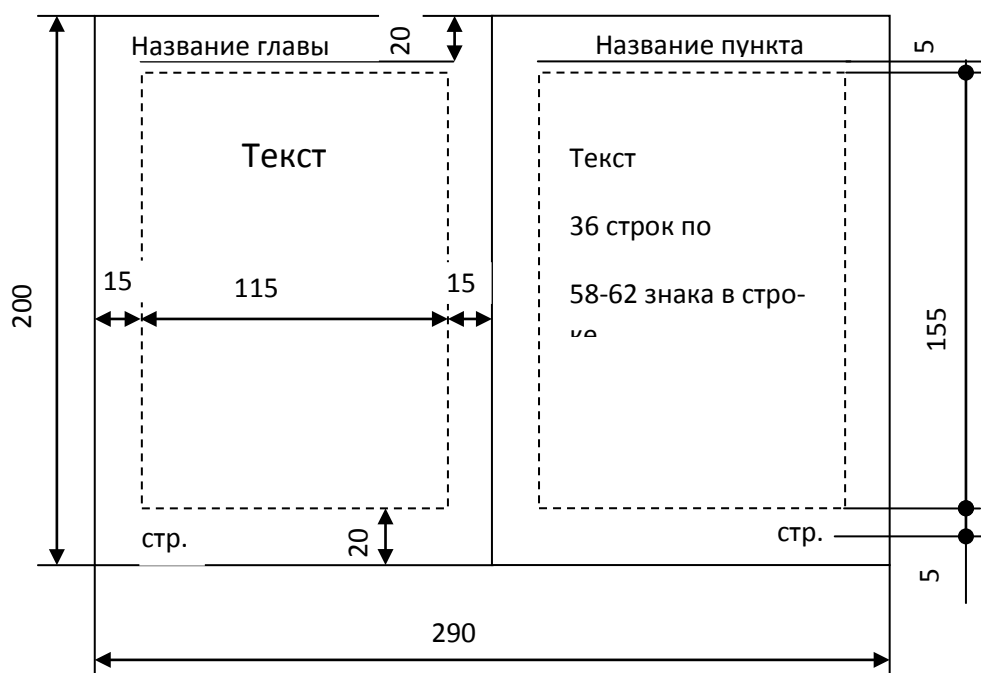 Название главы
20
Название пункта
5
Текст
Текст
36 строк по
58-62 знака в стро-
ке
15
115
15
200
155
стр.
20
стр.
5
290